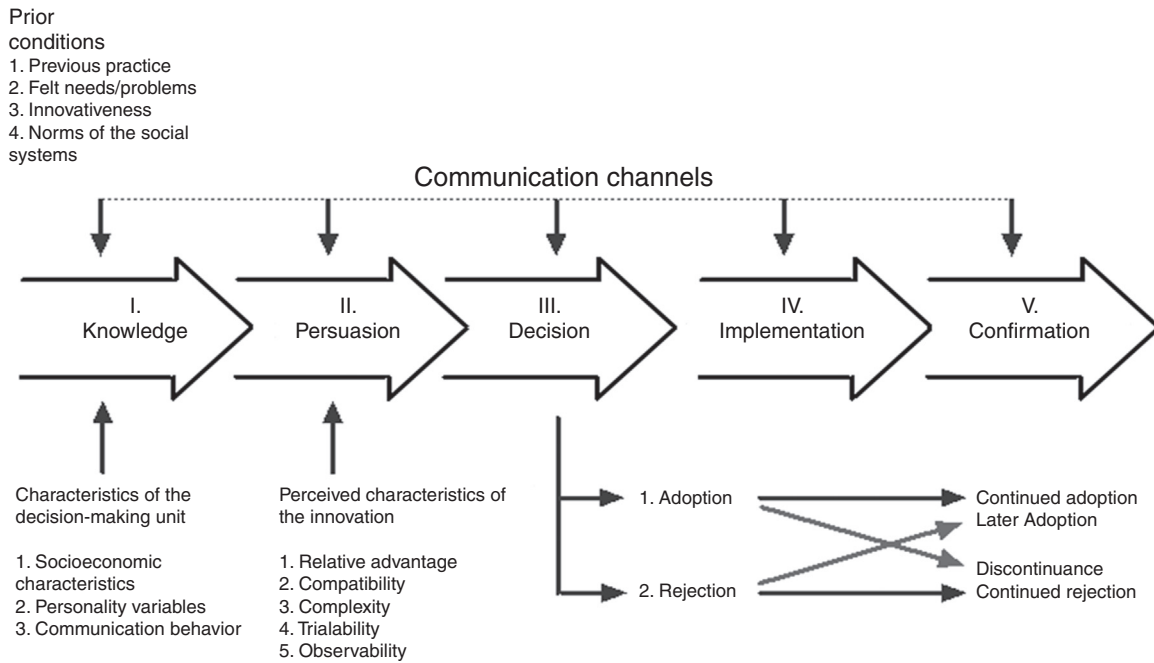 Prior
conditions
1. Previous practice
2. Felt needs/problems
3. Innovativeness
4. Norms of the social
systems
Communication channels
I.
Knowledge
II.
Persuasion
III.
Decision
IV.
Implementation
V.
Confirmation
Characteristics of the
decision-making unit
1. Socioeconomic
characteristics
2. Personality variables
3. Communication behavior
Perceived characteristics of
the innovation
1. Relative advantage
2. Compatibility
3. Complexity
4. Trialability
5. Observability
1. Adoption
2. Rejection
Continued adoption
Later Adoption
Discontinuance
Continued rejection